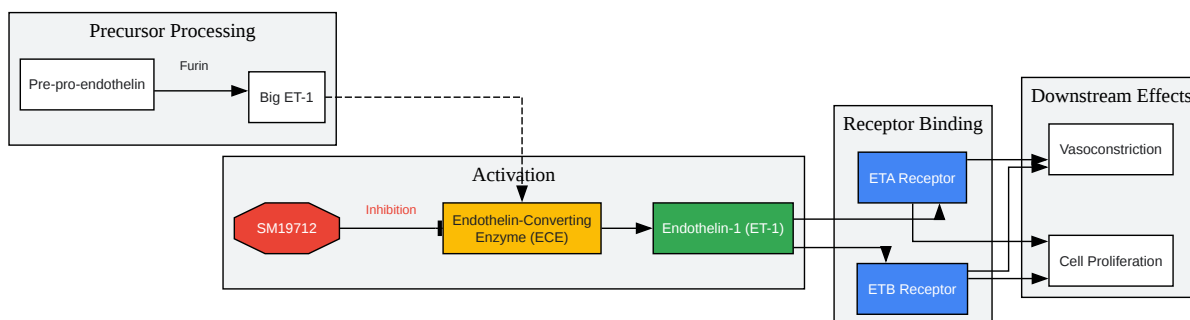 Precursor Processing
Pre-pro-endothelin
Furin
Big ET-1
Activation
SM19712
Inhibition
Endothelin-Converting
Enzyme (ECE)
Endothelin-1 (ET-1)
Receptor Binding
ETA Receptor
ETB Receptor
Downstream Effects
Vasoconstriction
Cell Proliferation